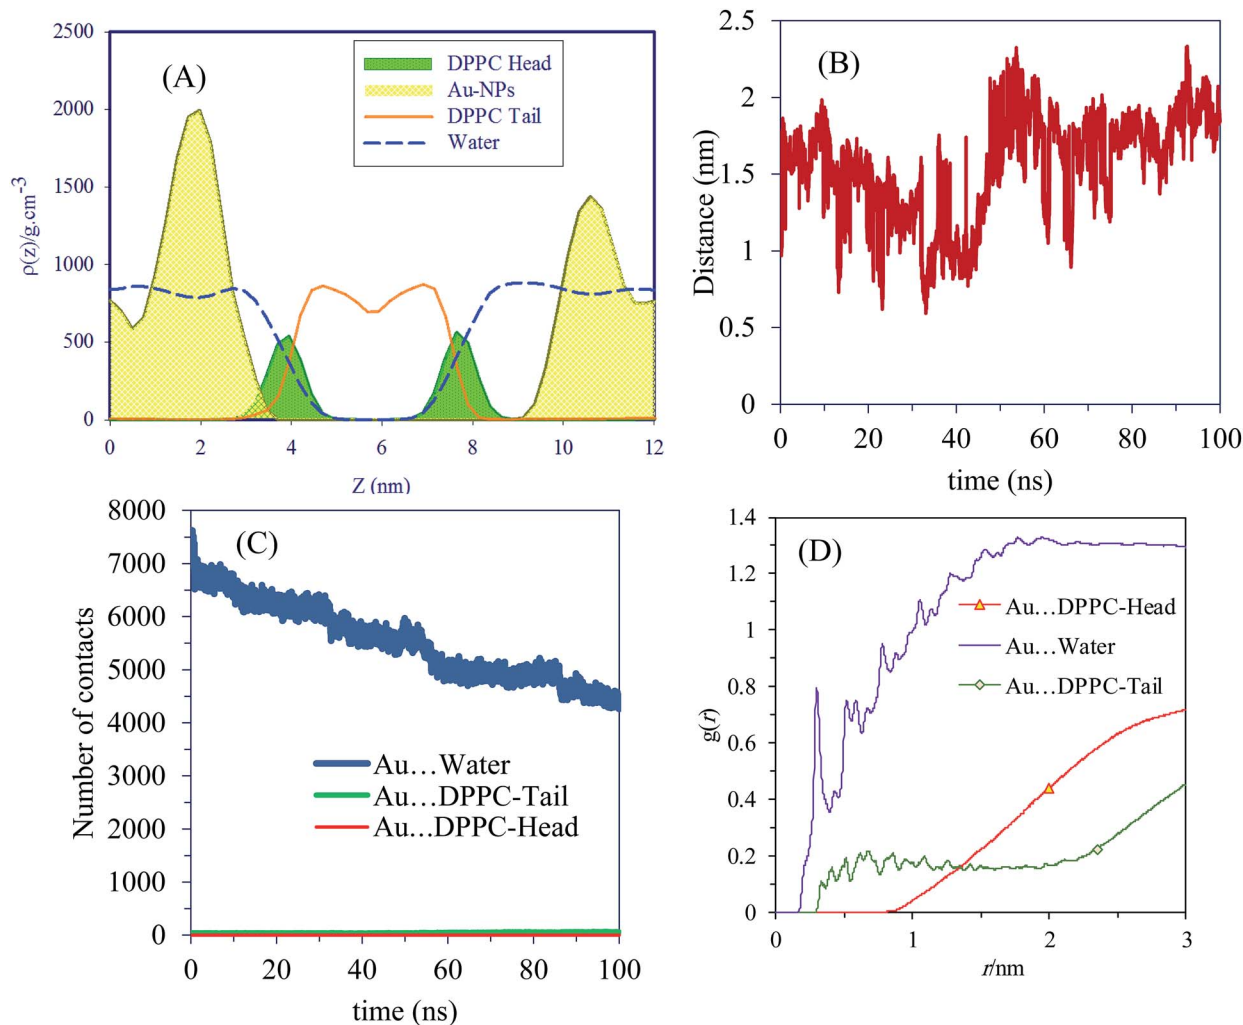 (A)
2500
2000
1500
1000
500
0
ρ(z)/g.cm⁻³
DPPC Head
Au-NPs
DPPC Tail
Water
0 2 4 6 8 10 12
Z (nm)
(B)
2.5
2
1.5
1
0.5
0
Distance (nm)
0 20 40 60 80 100
time (ns)
(C)
8000
7000
6000
5000
4000
3000
2000
1000
0
Number of contacts
Au…Water
Au…DPPC-Tail
Au…DPPC-Head
0 20 40 60 80 100
time (ns)
(D)
1.4
1.2
1
0.8
0.6
0.4
0.2
0
g(r)
Au…DPPC-Head
Au…Water
Au…DPPC-Tail
0 1 2 3
r/nm